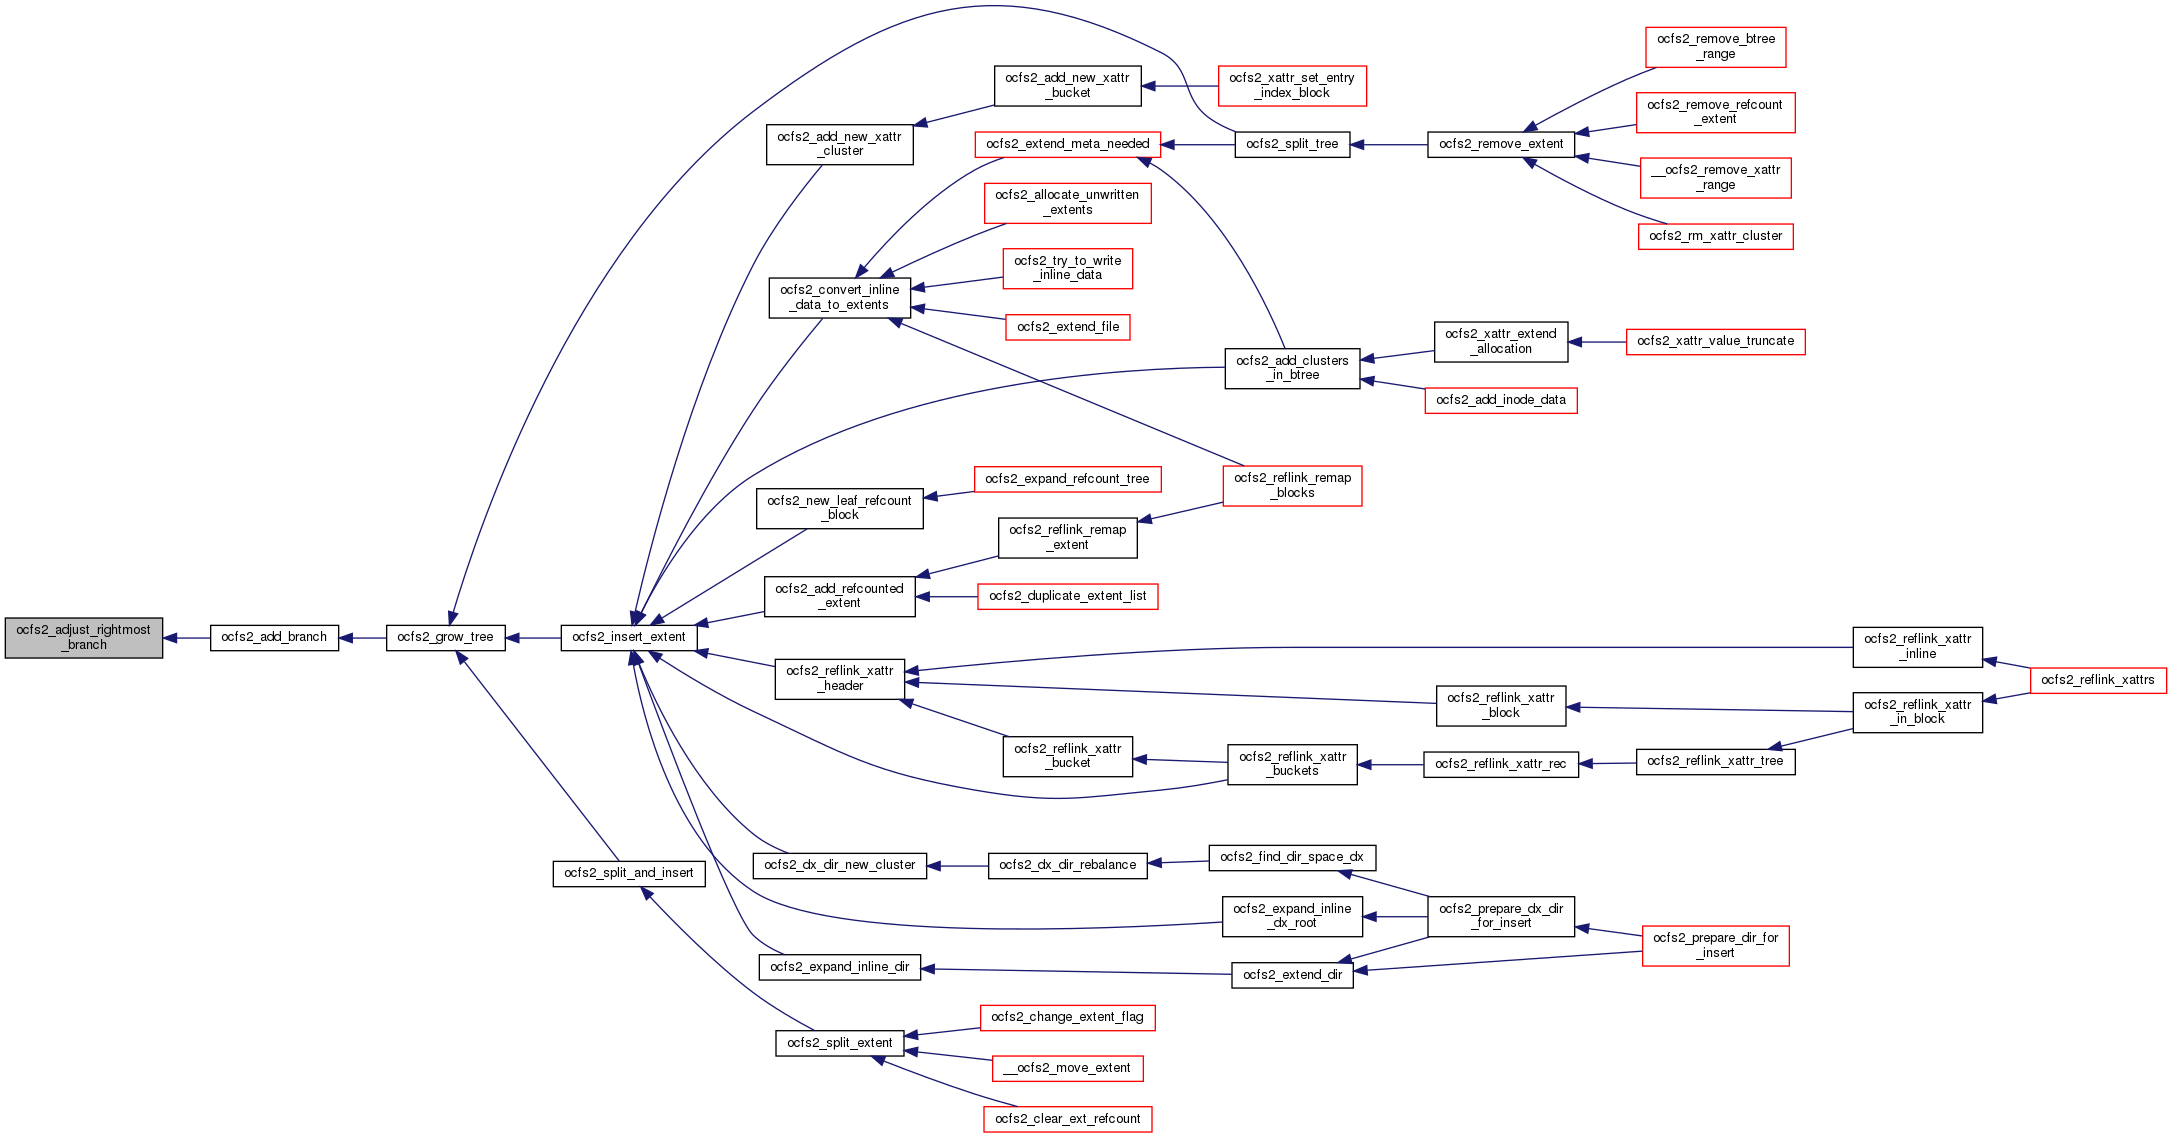 ocfs2_adjust_rightmost
_branch
ocfs2_add_branch
ocfs2_grow_tree
ocfs2_insert_extent
ocfs2_split_and_insert
ocfs2_add_new_xattr
_cluster
ocfs2_convert_inline
_data_to_extents
ocfs2_new_leaf_refcount
_block
ocfs2_add_refcounted
_extent
ocfs2_reflink_xattr
_header
ocfs2_dx_dir_new_cluster
ocfs2_expand_inline_dir
ocfs2_split_extent
ocfs2_add_new_xattr
_bucket
ocfs2_extend_meta_needed
ocfs2_allocate_unwritten
_extents
ocfs2_try_to_write
_inline_data
ocfs2_extend_file
ocfs2_expand_refcount_tree
ocfs2_reflink_remap
_extent
ocfs2_duplicate_extent_list
ocfs2_reflink_xattr
_bucket
ocfs2_dx_dir_rebalance
ocfs2_change_extent_flag
__ocfs2_move_extent
ocfs2_clear_ext_refcount
ocfs2_xattr_set_entry
_index_block
ocfs2_split_tree
ocfs2_add_clusters
_in_btree
ocfs2_reflink_remap
_blocks
ocfs2_reflink_xattr
_buckets
ocfs2_find_dir_space_dx
ocfs2_expand_inline
_dx_root
ocfs2_extend_dir
ocfs2_remove_extent
ocfs2_xattr_extend
_allocation
ocfs2_add_inode_data
ocfs2_reflink_xattr
_block
ocfs2_reflink_xattr_rec
ocfs2_prepare_dx_dir
_for_insert
ocfs2_remove_btree
_range
ocfs2_remove_refcount
_extent
__ocfs2_remove_xattr
_range
ocfs2_rm_xattr_cluster
ocfs2_xattr_value_truncate
ocfs2_reflink_xattr_tree
ocfs2_prepare_dir_for
_insert
ocfs2_reflink_xattr
_inline
ocfs2_reflink_xattr
_in_block
ocfs2_reflink_xattrs